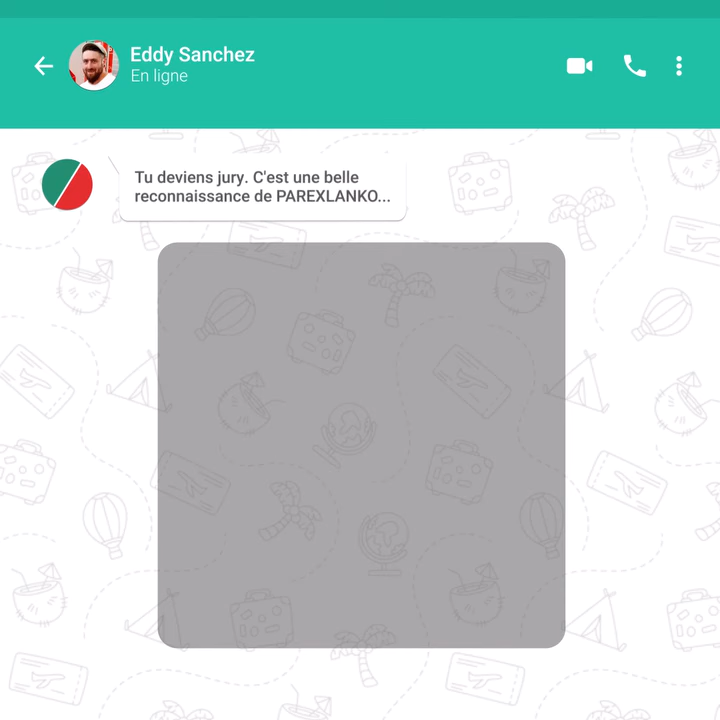 Eddy Sanchez
En ligne
Tu deviens jury. C'est une belle
reconnaissance de PAREXLANKO...